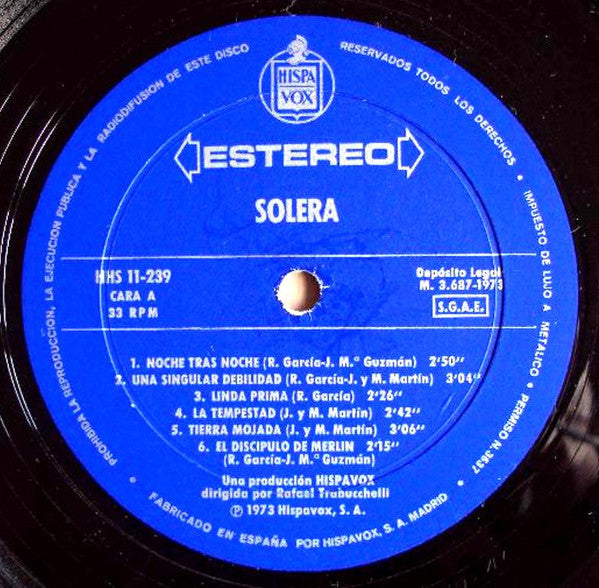 PROHIBIDA LA REPRODUCCION, LA EJECUCION PUBLICA Y LA RADIODIFUSION DE ESTE DISCO
RESERVADOS TODOS LOS DERECHOS • IMPUESTO DE LUJO A METALICO • PERMISO N. 3637
HISPA
VOX
ESTEREO
SOLERA
HHS 11-239
CARA A
33 RPM
Depósito Legal
M. 3.687-1973
S.G.A.E.
1. NOCHE TRAS NOCHE (R. García-J. M.ª Guzmán) 2'50"
2. UNA SINGULAR DEBILIDAD (R. García-J. y M. Martín) 3'04"
3. LINDA PRIMA (R. García) 2'26"
4. LA TEMPESTAD (J. y M. Martín) 2'42"
5. TIERRA MOJADA (J. y M. Martín) 3'06"
6. EL DISCIPULO DE MERLIN 2'15"
(R. García-J. M.ª Guzmán)
Una producción HISPAVOX
dirigida por Rafael Trabucchelli
Ⓟ 1973 Hispavox, S. A.
• FABRICADO EN ESPAÑA POR HISPAVOX, S. A. MADRID •